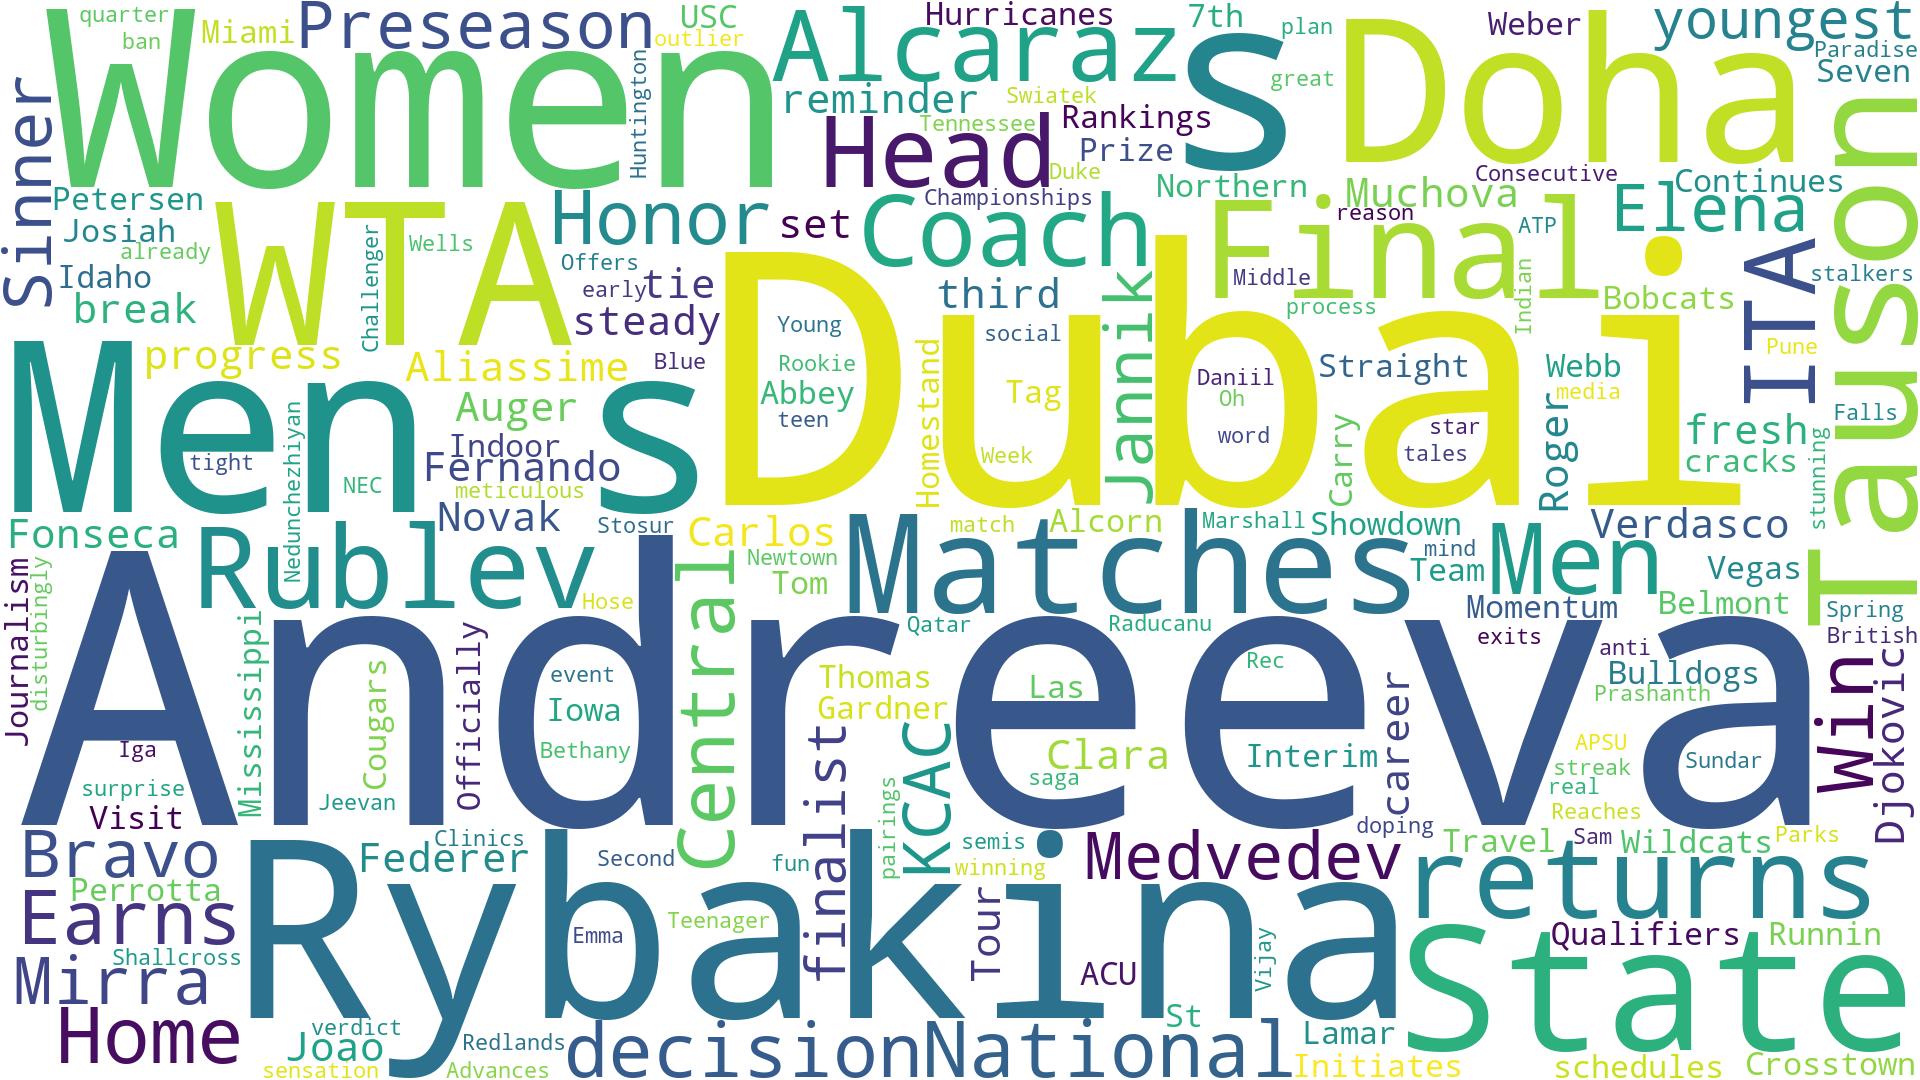 quarter
ban
Miami
Preseason
USC
outlier
Hurricanes
Alcaraz
7th
plan
Weber
youngest
Paradise
Seven
Women
s
Doha
great
reminder
Swiatek
Tennessee
Rankings
Prize
Head
Duke
Huntington
Sinner
Consecutive
Northern
Muchova
Continues
Elena
Tauson
Petersen
Josiah
already
Idaho
break
WTA
Wells
Challenger
Honor
Offers
early
tie
set
steady
Championships
Coach
third
Final
reason
ATP
Middle
process
Indian
Bobcats
stalkers
ITA
Pune
Jannik
Dubai
progress
Aliassime
Blue
Young
Rookie
Abbey
teen
Homestand
social
Tag
Week
Daniil
Oh
word
Straight
Carry
star
tales
Webb
media
Roger
Falls
fresh
cracks
stunning
Men
s
tight
Auger
Indoor
Fernando
meticulous
NEC
Nedunchezhiyan
Novak
Stosur
Carlos
match
Alcorn
Marshall
Showdown
Verdasco
Fonseca
Rublev
Hose
Newtown
Tom
Matches
mind
Team
Men
Vegas
Journalism
disturbingly
Mississippi
Officially
Central
Qatar
Raducanu
Momentum
exits
Belmont
Spring
British
Andreeva
Cougars
event
Iowa
Bethany
Thomas
Gardner
Las
Clara
saga
Rec
Interim
career
anti
Bulldogs
Prashanth
APSU
streak
real
Reaches
Sundar
Win
Djokovic
Iga
surprise
Visit
Jeevan
finalist
pairings
KCAC
doping
Bravo
Federer
Clinics
Second
fun
semis
winning
Medvedev
Travel
Sam
Wildcats
Parks
returns
Perrotta
Earns
Shallcross
Mirra
Rybakina
Emma
Teenager
Tour
ACU
Vijay
Qualifiers
Runnin
State
Home
verdict
Joao
sensation
Redlands
Advances
decision
National
St
Lamar
Initiates
schedules
Crosstown